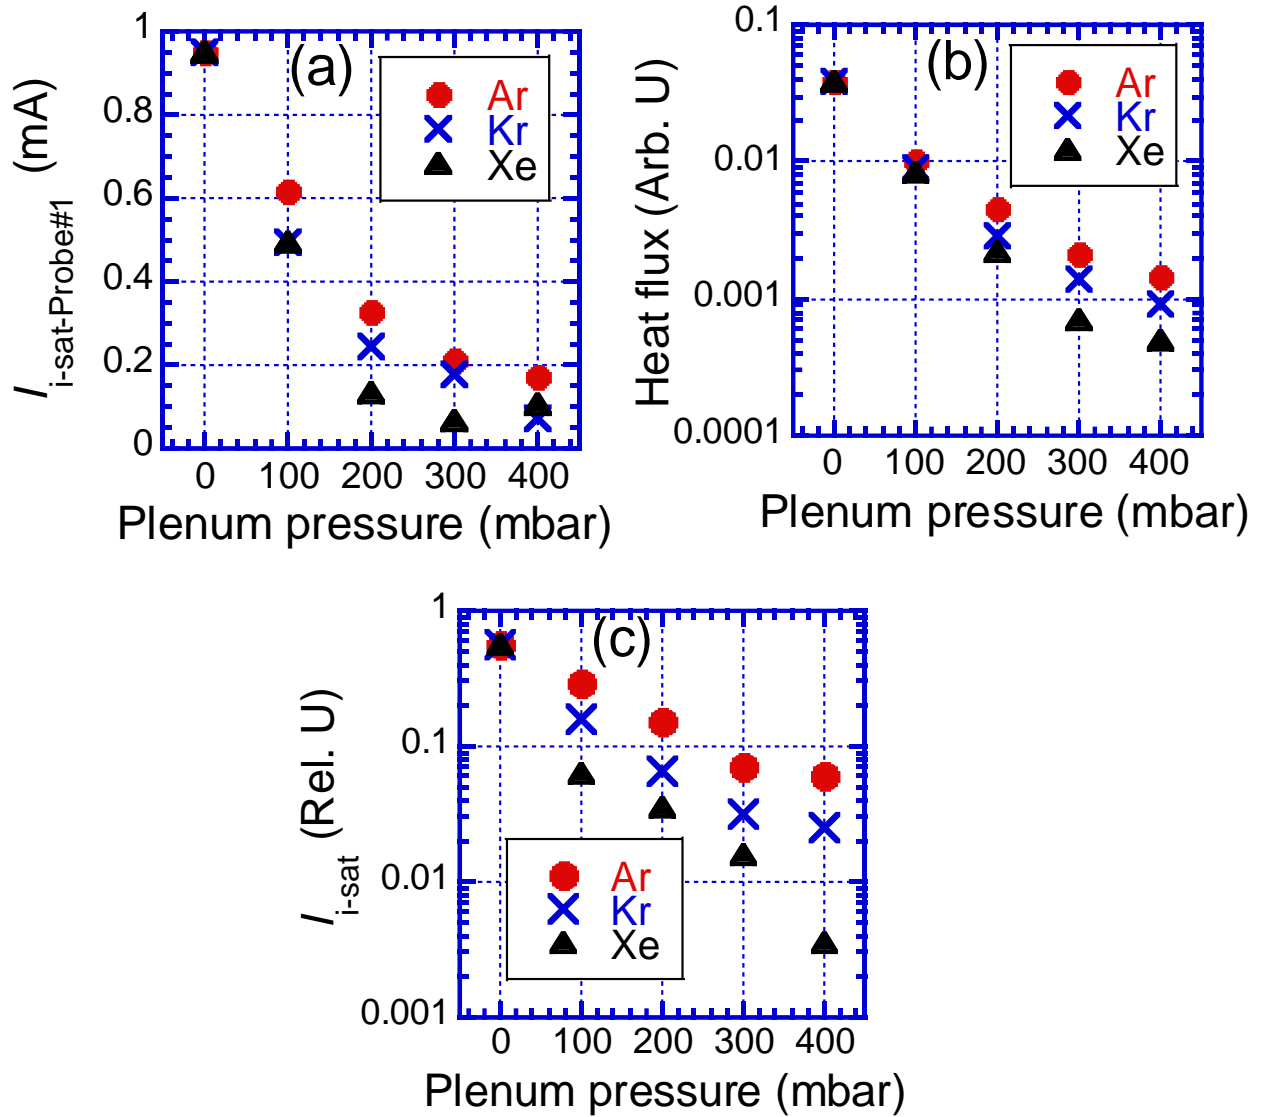 (a)
I i-sat-Probe#1 (mA)
1
0.8
0.6
0.4
0.2
0
Ar
Kr
Xe
0 100 200 300 400
Plenum pressure (mbar)
(b)
Heat flux (Arb. U)
0.1
0.01
0.001
0.0001
Ar
Kr
Xe
0 100 200 300 400
Plenum pressure (mbar)
(c)
I i-sat (Rel. U)
1
0.1
0.01
0.001
Ar
Kr
Xe
0 100 200 300 400
Plenum pressure (mbar)